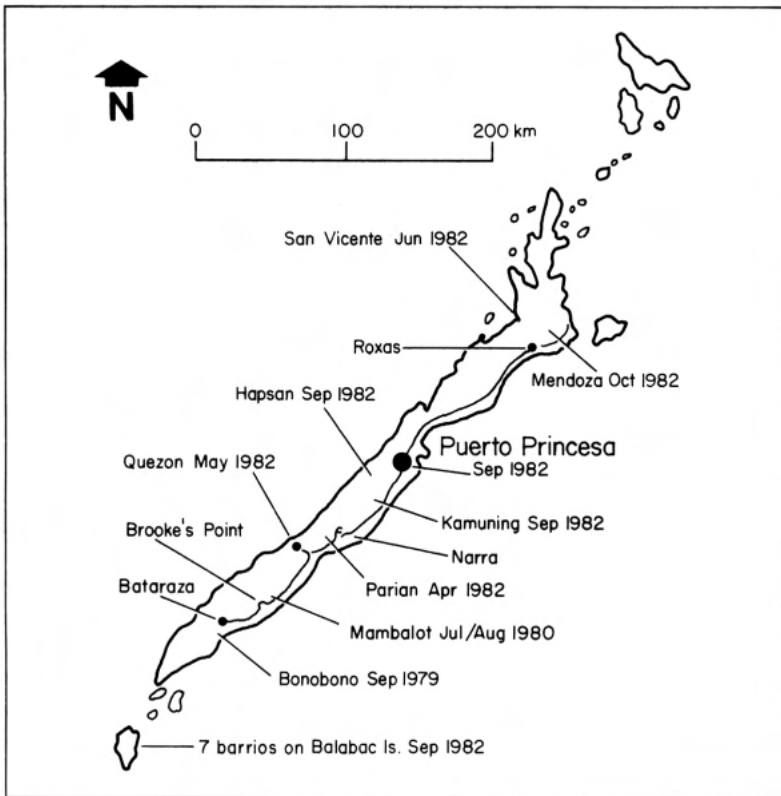 N
0 100 200 km
San Vicente Jun 1982
Roxas
Mendoza Oct 1982
Hapsan Sep 1982
Puerto Princesa
Quezon May 1982
Sep 1982
Kamuning Sep 1982
Brooke's Point
Narra
Bataraza
Parian Apr 1982
Mambalot Jul/Aug 1980
Bonobono Sep 1979
7 barrios on Balabac Is. Sep 1982